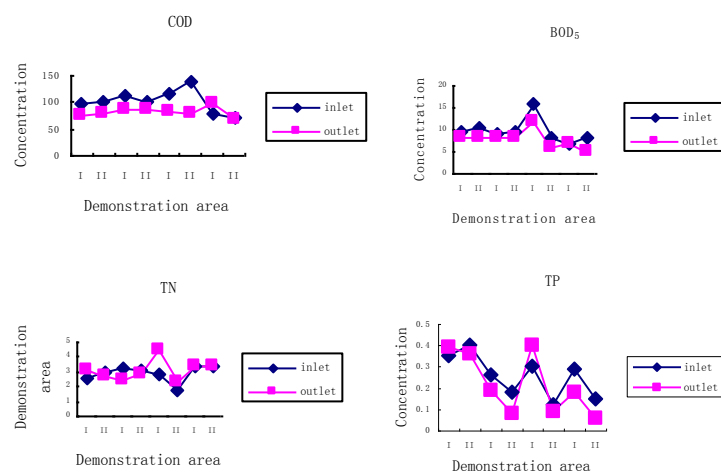 COD
Concentration
150
100
50
0
I II I II I II I II
Demonstration area
inlet
outlet
BOD₅
Concentration
20
15
10
5
0
I II I II I II I II
Demonstration area
inlet
outlet
TN
Demonstration
area
5
4
3
2
1
0
I II I II I II I II
Demonstration area
inlet
outlet
TP
Concentration
0.5
0.4
0.3
0.2
0.1
0
I II I II I II I II
Demonstration area
inlet
outlet